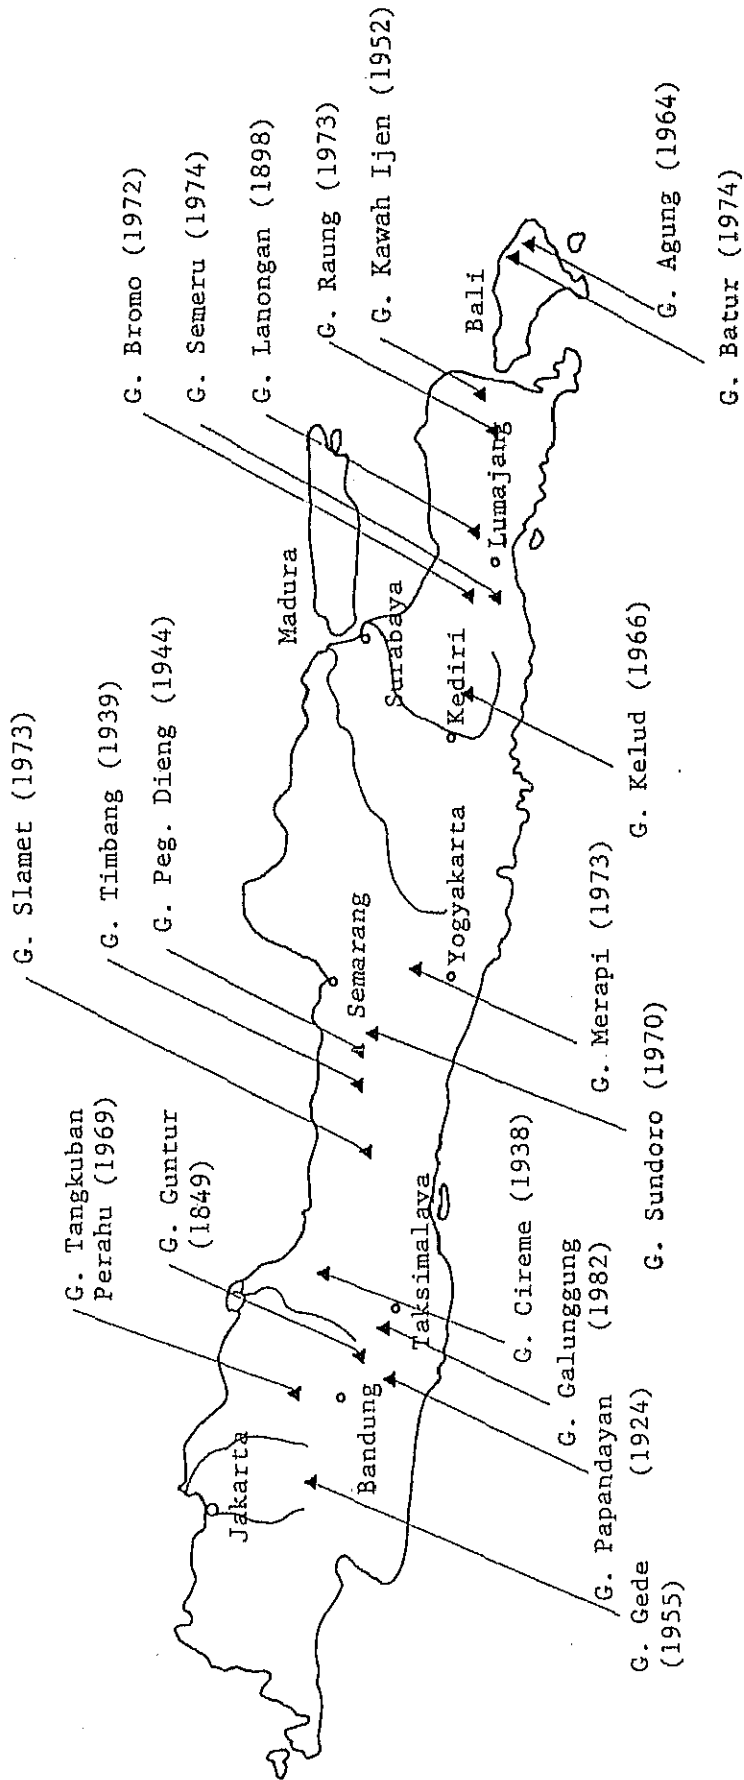 G. Tangkuban
Perahu (1969)
G. Guntur
(1849)
G. Slamet (1973)
G. Timbang (1939)
G. Peg. Dieng (1944)
G. Bromo (1972)
G. Semeru (1974)
G. Lanongan (1898)
G. Raung (1973)
G. Kawah Ijen (1952)
Jakarta
Bandung
Taksimalaya
Semarang
Yogyakarta
Madura
Surabaya
Kediri
Lumajang
Bali
G. Gede
(1955)
G. Papandayan
(1924)
G. Galunggung
(1982)
G. Cireme (1938)
G. Sundoro (1970)
G. Merapi (1973)
G. Kelud (1966)
G. Agung (1964)
G. Batur (1974)